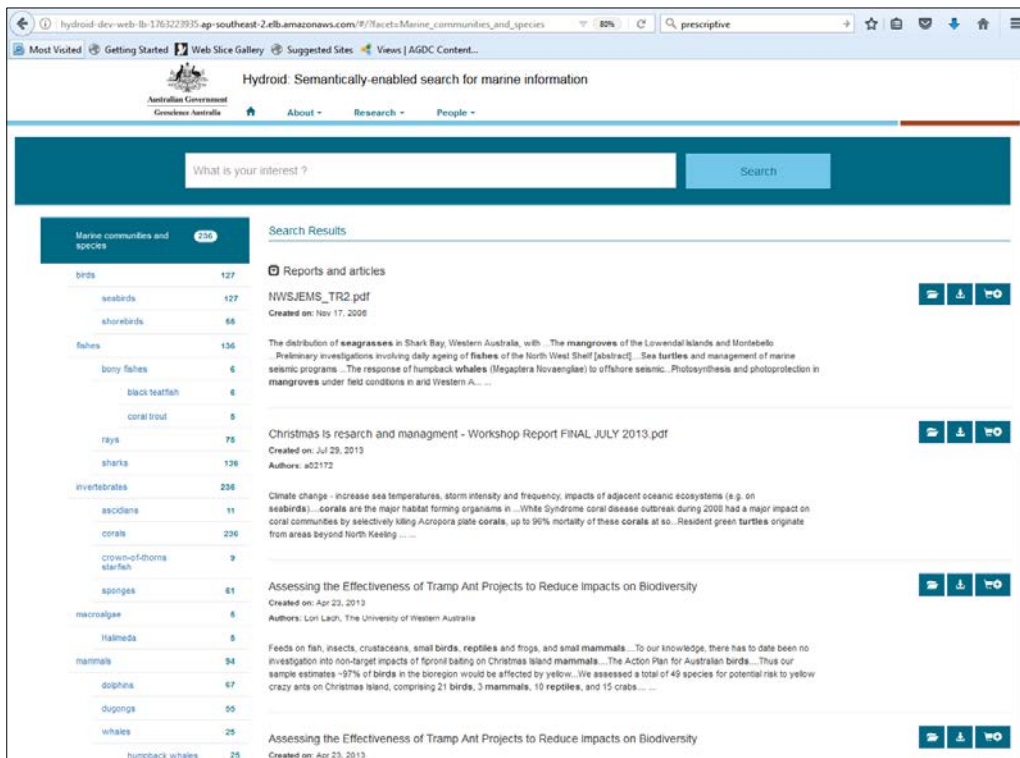 hydroid-dev-web-lb-1763223935.ap-southeast-2.elb.amazonaws.com/#/?facet=Marine_communities_and_species
80%
prescriptive
Most Visited Getting Started Web Slice Gallery Suggested Sites Views | AGDC Content...
Hydroid: Semantically-enabled search for marine information
Australian Government
Geoscience Australia
About Research People
What is your interest ?
Search
Marine communities and species 236
birds 127
seabirds 127
shorebirds 66
fishes 136
bony fishes 6
black teatfish 6
coral trout 5
rays 75
sharks 136
invertebrates 236
ascidians 11
corals 236
crown-of-thorns starfish 9
sponges 61
macroalgae 6
Halimeda 5
mammals 94
dolphins 67
dugongs 55
whales 25
humpback whales 25
Search Results
Reports and articles
NWSJEMS_TR2.pdf
Created on: Nov 17, 2006
The distribution of seagrasses in Shark Bay, Western Australia, with ...The mangroves of the Lowendal Islands and Montebello
...Preliminary investigations involving daily ageing of fishes of the North West Shelf [abstract]....Sea turtles and management of marine
seismic programs ...The response of humpback whales (Megaptera Novaengliae) to offshore seismic...Photosynthesis and photoprotection in
mangroves under field conditions in arid Western A... ...
Christmas Is resarch and managment - Workshop Report FINAL JULY 2013.pdf
Created on: Jul 29, 2013
Authors: a02172
Climate change - increase sea temperatures, storm intensity and frequency, impacts of adjacent oceanic ecosystems (e.g. on
seabirds)....corals are the major habitat forming organisms in ...White Syndrome coral disease outbreak during 2008 had a major impact on
coral communities by selectively killing Acropora plate corals, up to 96% mortality of these corals at so...Resident green turtles originate
from areas beyond North Keeling ... ...
Assessing the Effectiveness of Tramp Ant Projects to Reduce Impacts on Biodiversity
Created on: Apr 23, 2013
Authors: Lori Lach, The University of Western Australia
Feeds on fish, insects, crustaceans, small birds, reptiles and frogs, and small mammals....To our knowledge, there has to date been no
investigation into non-target impacts of fipronil baiting on Christmas Island mammals....The Action Plan for Australian birds....Thus our
sample estimates ~97% of birds in the bioregion would be affected by yellow...We assessed a total of 49 species for potential risk to yellow
crazy ants on Christmas Island, comprising 21 birds, 3 mammals, 10 reptiles, and 15 crabs.... ...
Assessing the Effectiveness of Tramp Ant Projects to Reduce Impacts on Biodiversity
Created on: Apr 23, 2013